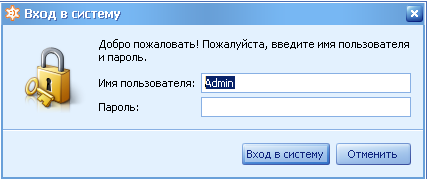 Вход в систему
Добро пожаловать! Пожалуйста, введите имя пользователя
и пароль.
Имя пользователя: Admin
Пароль:
Вход в систему Отменить